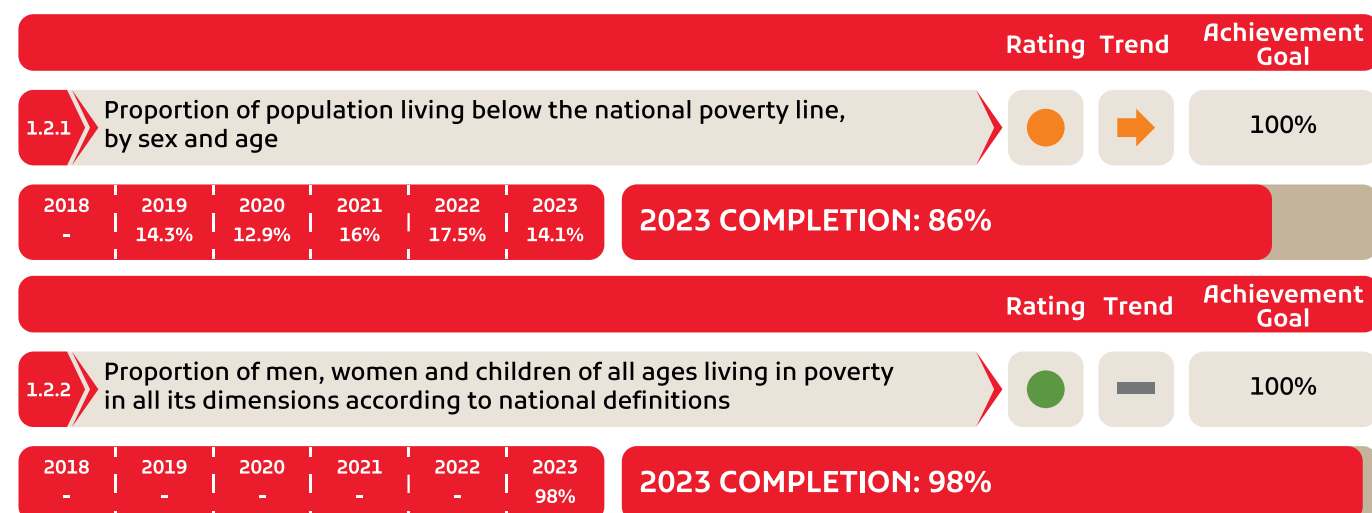 Rating Trend Achievement Goal
1.2.1 Proportion of population living below the national poverty line,
by sex and age
100%
2018 2019 2020 2021 2022 2023
- 14.3% 12.9% 16% 17.5% 14.1%
2023 COMPLETION: 86%
Rating Trend Achievement Goal
1.2.2 Proportion of men, women and children of all ages living in poverty
in all its dimensions according to national definitions
100%
2018 2019 2020 2021 2022 2023
- - - - - 98%
2023 COMPLETION: 98%